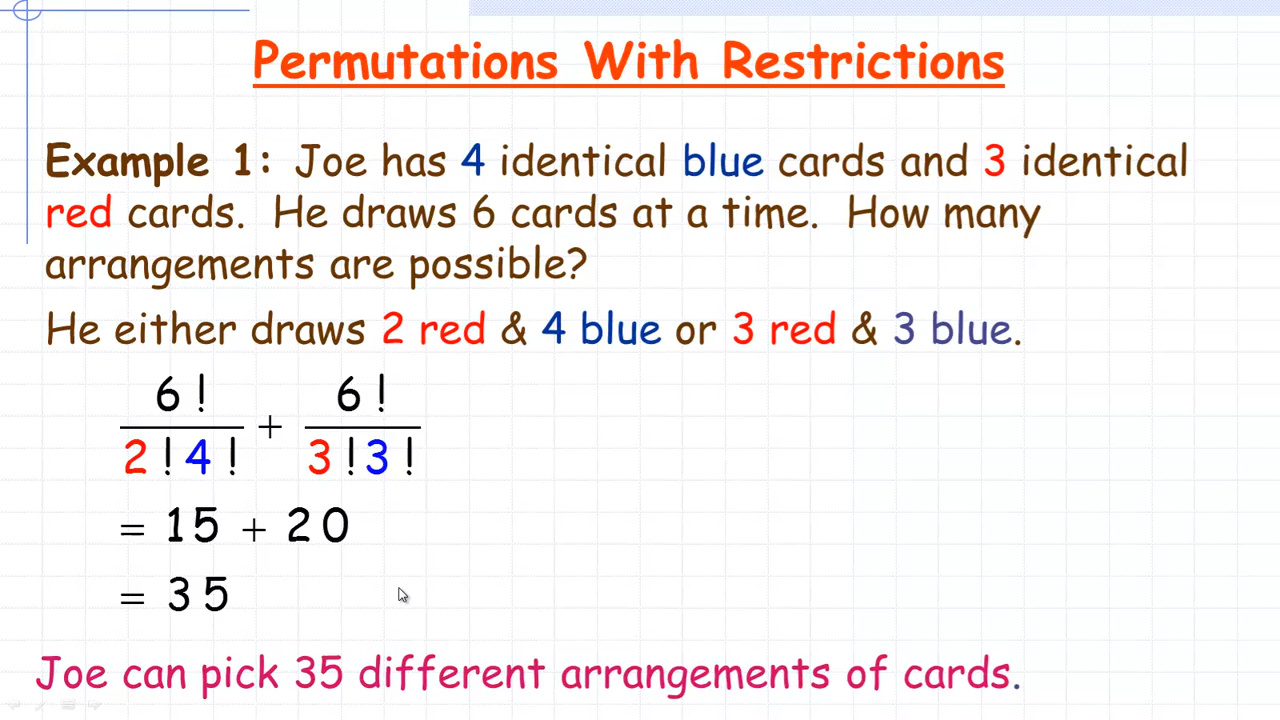 Permutations With Restrictions
Example 1: Joe has 4 identical blue cards and 3 identical
red cards. He draws 6 cards at a time. How many
arrangements are possible?
He either draws 2 red & 4 blue or 3 red & 3 blue.
6! 6!
+
2!4! 3!3!
= 15 + 20
= 35
Joe can pick 35 different arrangements of cards.